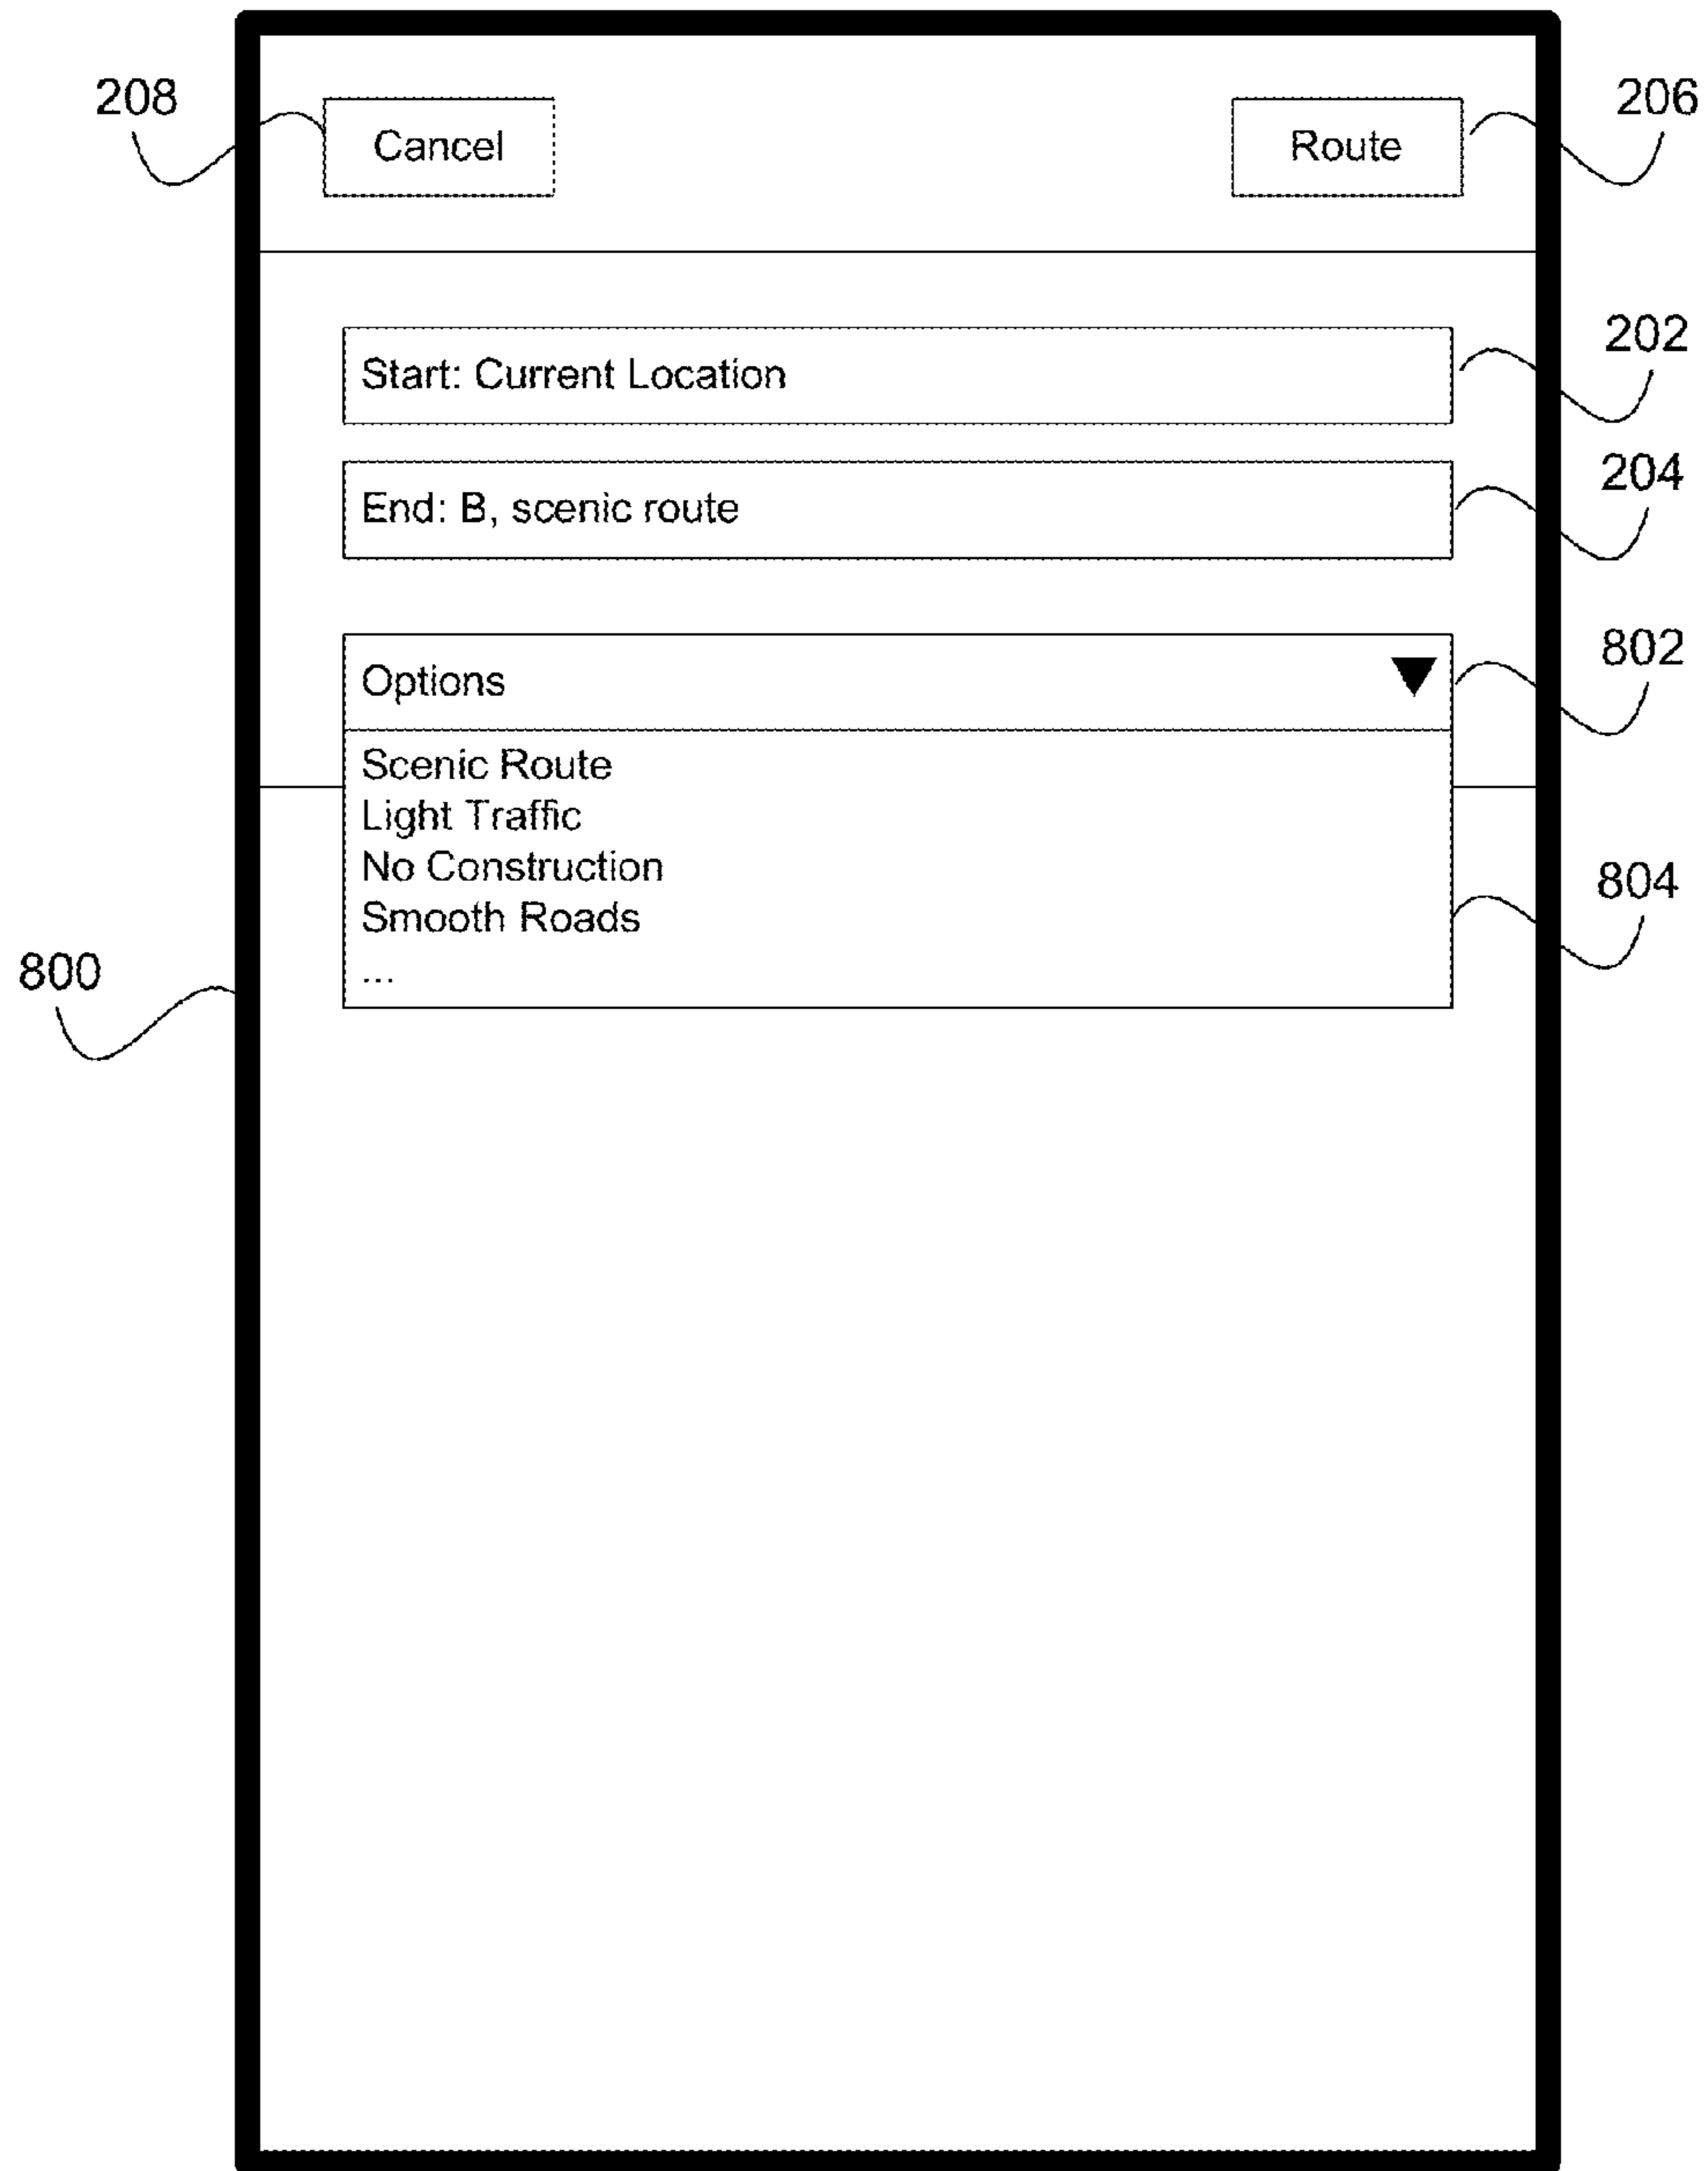 208
206
Cancel
Route
202
Start: Current Location
204
End: B, scenic route
802
Options
Scenic Route
Light Traffic
No Construction
804
Smooth Roads
800
...